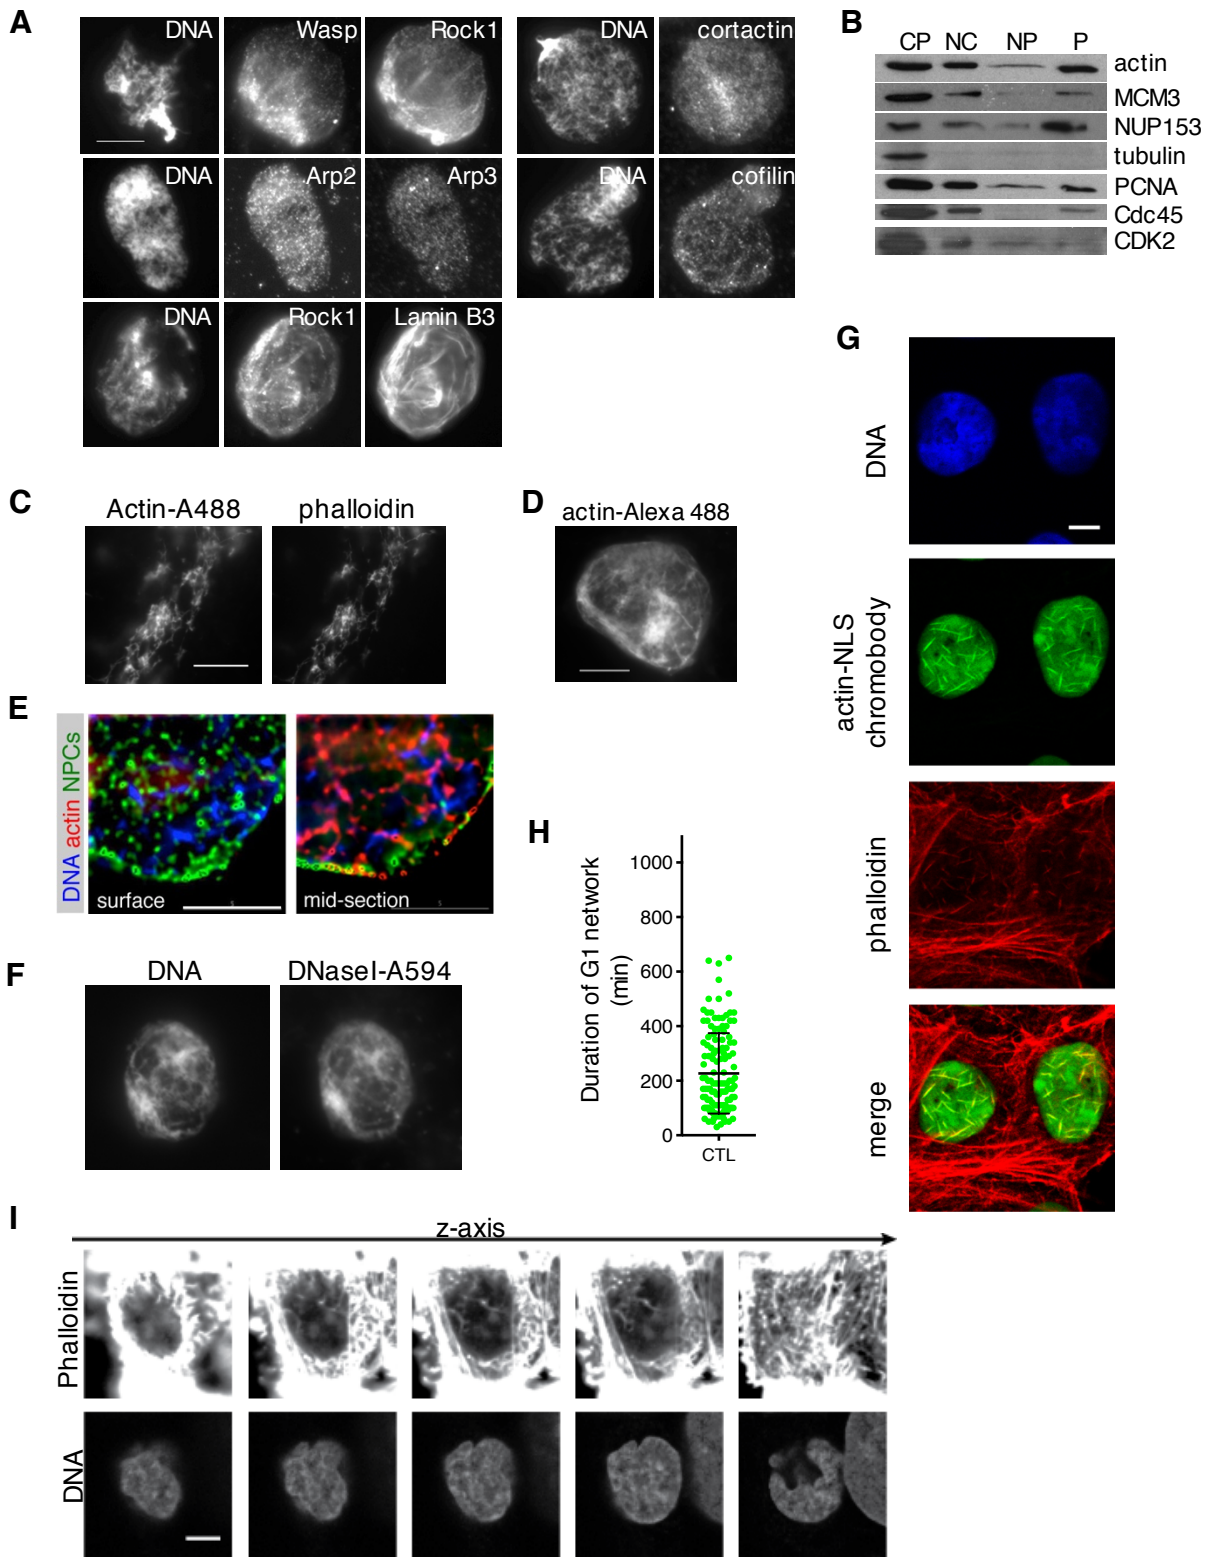 A
DNA
Wasp
Rock1
DNA
cortactin
DNA
Arp2
Arp3
DNA
cofilin
DNA
Rock1
Lamin B3
B
CP NC NP P
actin
MCM3
NUP153
tubulin
PCNA
Cdc45
CDK2
C
Actin-A488
phalloidin
D
actin-Alexa 488
E
DNA actin NPCs
surface
5
mid-section
5
F
DNA
DNaseI-A594
G
DNA
actin-NLS
chromobody
phalloidin
merge
H
Duration of G1 network
(min)
1000
800
600
400
200
0
CTL
I
z-axis
Phalloidin
DNA